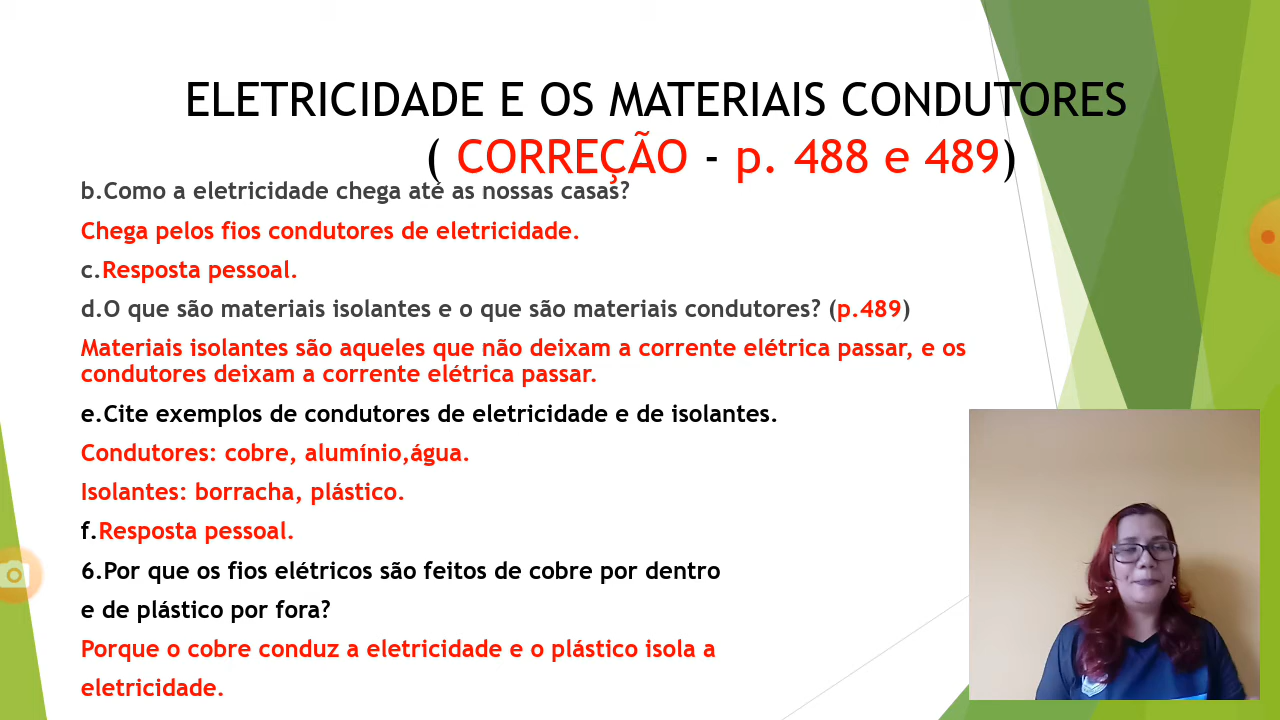 ELETRICIDADE E OS MATERIAIS CONDUTORES
( CORREÇÃO - p. 488 e 489)
b.Como a eletricidade chega até as nossas casas?
Chega pelos fios condutores de eletricidade.
c.Resposta pessoal.
d.O que são materiais isolantes e o que são materiais condutores? (p.489)
Materiais isolantes são aqueles que não deixam a corrente elétrica passar, e os
condutores deixam a corrente elétrica passar.
e.Cite exemplos de condutores de eletricidade e de isolantes.
Condutores: cobre, alumínio,água.
Isolantes: borracha, plástico.
f.Resposta pessoal.
6.Por que os fios elétricos são feitos de cobre por dentro
e de plástico por fora?
Porque o cobre conduz a eletricidade e o plástico isola a
eletricidade.